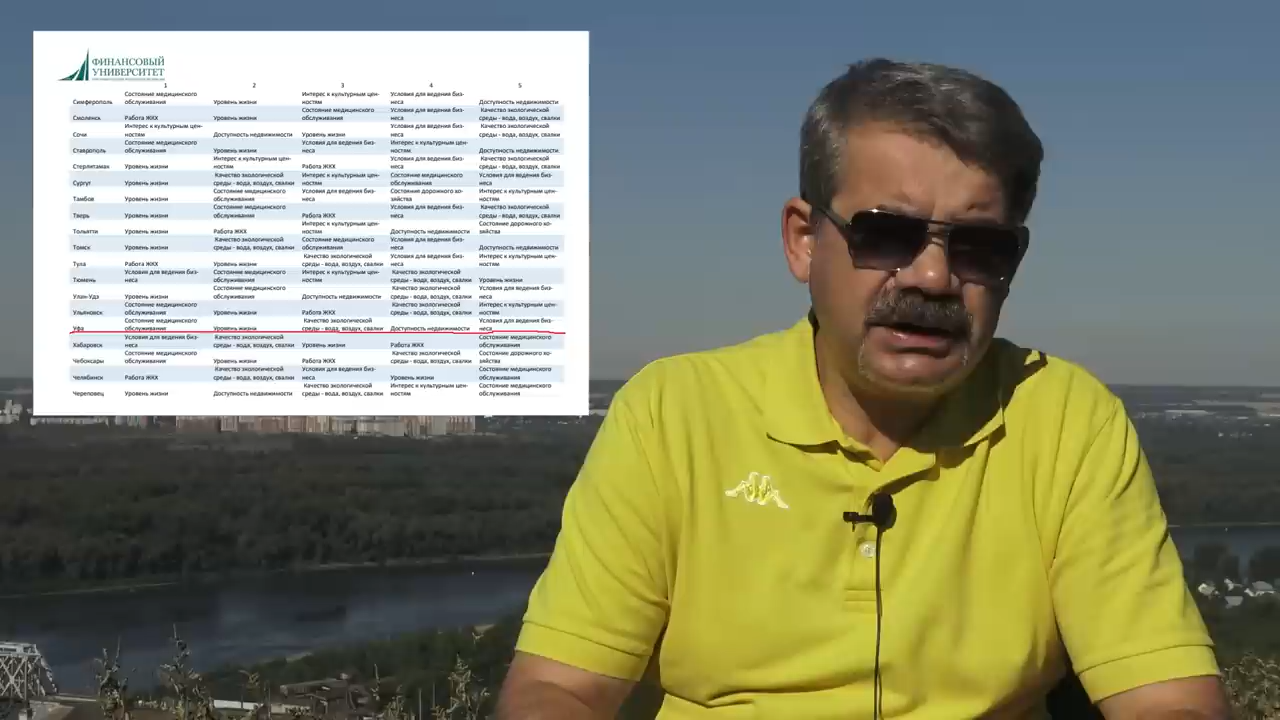 ФИНАНСОВЫЙ
УНИВЕРСИТЕТ
1 2 3 4 5
Состояние медицинского Интерес к культурным цен- Условия для ведения биз-
Симферополь обслуживания Уровень жизни ностям неса Доступность недвижимости
Состояние медицинского Условия для ведения биз- Качество экологической
Смоленск Работа ЖКХ Уровень жизни обслуживания неса среды - вода, воздух, свалки
Интерес к культурным цен- Условия для ведения биз- Качество экологической
Сочи ностям Доступность недвижимости Уровень жизни неса среды - вода, воздух, свалки
Состояние медицинского Условия для ведения биз- Интерес к культурным цен-
Ставрополь обслуживания Уровень жизни неса ностям Доступность недвижимости
Интерес к культурным цен- Условия для ведения биз- Качество экологической
Стерлитамак Уровень жизни ностям Работа ЖКХ неса среды - вода, воздух, свалки
Качество экологической Интерес к культурным цен- Состояние медицинского Условия для ведения биз-
Сургут Уровень жизни среды - вода, воздух, свалки ностям обслуживания неса
Состояние медицинского Условия для ведения биз- Состояние дорожного хо- Интерес к культурным цен-
Тамбов Уровень жизни обслуживания неса зяйства ностям
Состояние медицинского Условия для ведения биз- Качество экологической
Тверь Уровень жизни обслуживания Работа ЖКХ неса среды - вода, воздух, свалки
Интерес к культурным цен- Состояние дорожного хо-
Тольятти Уровень жизни Работа ЖКХ ностям Доступность недвижимости зяйства
Качество экологической Состояние медицинского Условия для ведения биз-
Томск Уровень жизни среды - вода, воздух, свалки обслуживания неса Доступность недвижимости
Качество экологической Условия для ведения биз- Интерес к культурным цен-
Тула Работа ЖКХ Уровень жизни среды - вода, воздух, свалки неса ностям
Условия для ведения биз- Состояние медицинского Интерес к культурным цен- Качество экологической
Тюмень неса обслуживания ностям среды - вода, воздух, свалки Уровень жизни
Состояние медицинского Качество экологической Условия для ведения биз-
Улан-Удэ Уровень жизни обслуживания Доступность недвижимости среды - вода, воздух, свалки неса
Состояние медицинского Качество экологической Интерес к культурным цен-
Ульяновск обслуживания Уровень жизни Работа ЖКХ среды - вода, воздух, свалки ностям
Состояние медицинского Качество экологической Условия для ведения биз-
Уфа обслуживания Уровень жизни среды - вода, воздух, свалки Доступность недвижимости неса
Условия для ведения биз- Качество экологической Состояние медицинского
Хабаровск неса среды - вода, воздух, свалки Уровень жизни Работа ЖКХ обслуживания
Состояние медицинского Качество экологической Состояние дорожного хо-
Чебоксары обслуживания Уровень жизни Работа ЖКХ среды - вода, воздух, свалки зяйства
Качество экологической Условия для ведения биз- Состояние медицинского
Челябинск Работа ЖКХ среды - вода, воздух, свалки неса Уровень жизни обслуживания
Качество экологической Интерес к культурным цен- Состояние медицинского
Череповец Уровень жизни Доступность недвижимости среды - вода, воздух, свалки ностям обслуживания